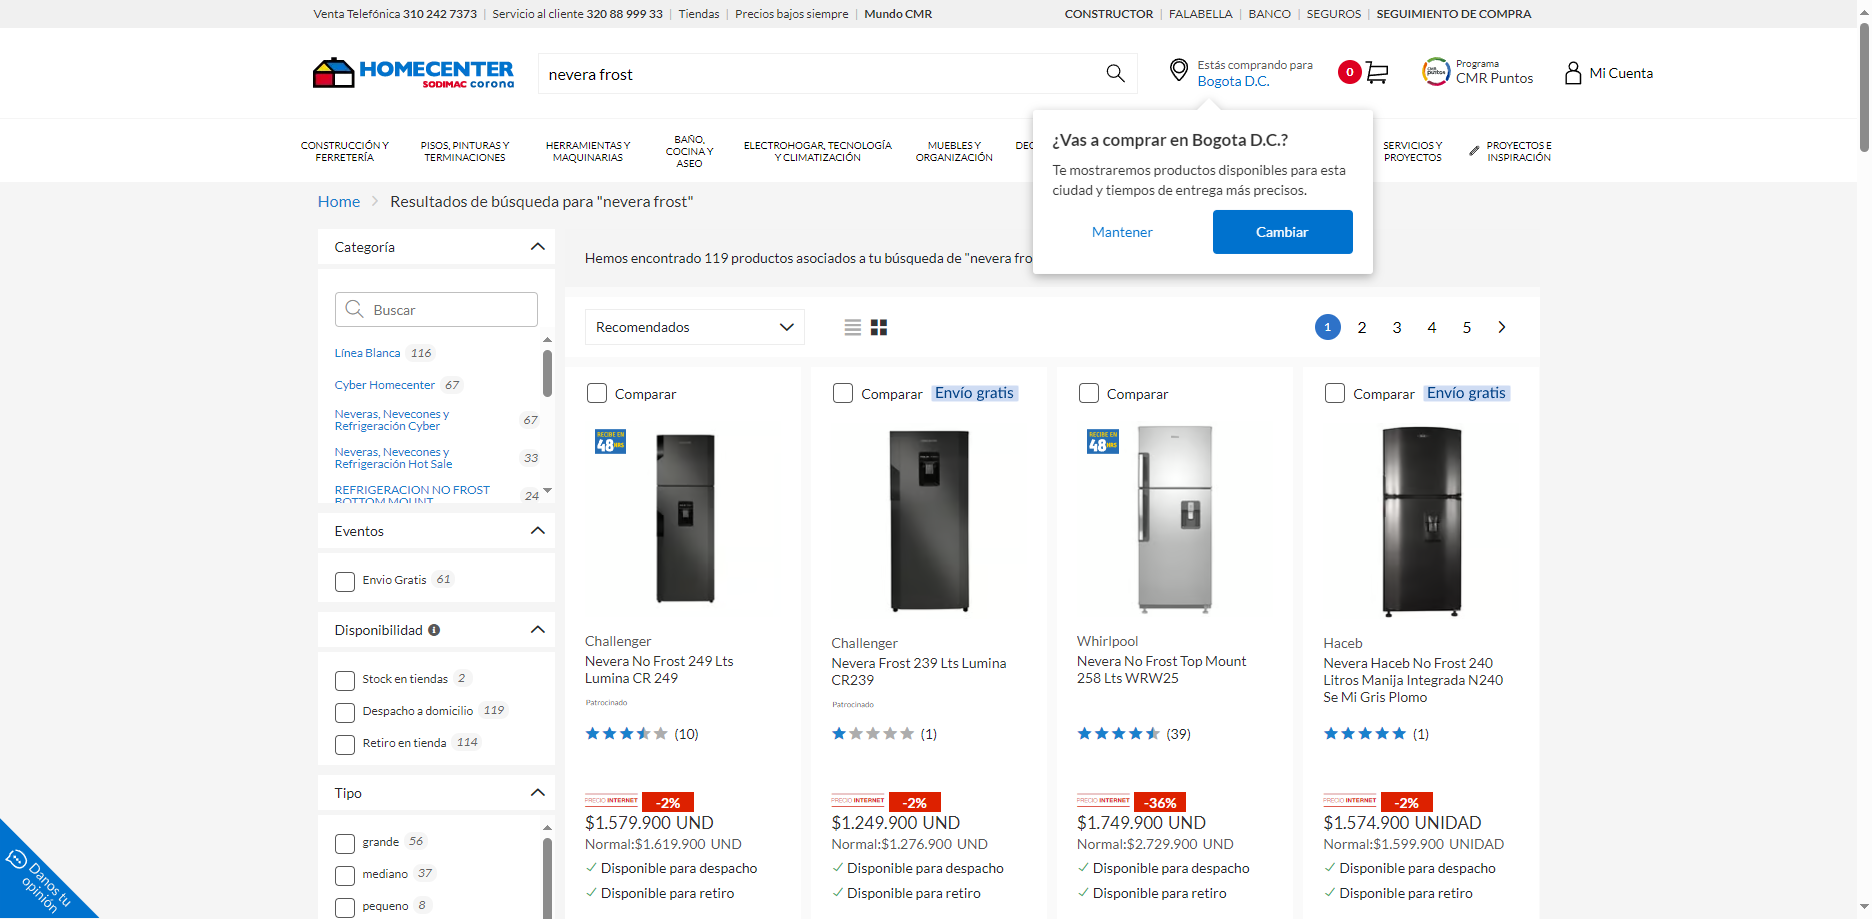 Venta Telefónica 310 242 7373 | Servicio al cliente 320 88 999 33 | Tiendas | Precios bajos siempre | Mundo CMR
CONSTRUCTOR | FALABELLA | BANCO | SEGUROS | SEGUIMIENTO DE COMPRA
HOMECENTER
SODIMAC corona
nevera frost
Estás comprando para
Bogota D.C.
0
Programa
CMR Puntos
Mi Cuenta
CONSTRUCCIÓN Y
FERRETERÍA
PISOS, PINTURAS Y
TERMINACIONES
HERRAMIENTAS Y
MAQUINARIAS
BAÑO,
COCINA Y
ASEO
ELECTROHOGAR, TECNOLOGÍA
Y CLIMATIZACIÓN
MUEBLES Y
ORGANIZACIÓN
SERVICIOS Y
PROYECTOS
PROYECTOS E
INSPIRACIÓN
¿Vas a comprar en Bogota D.C.?
Te mostraremos productos disponibles para esta
ciudad y tiempos de entrega más precisos.
Mantener
Cambiar
Home
Resultados de búsqueda para "nevera frost"
Categoría
Buscar
Línea Blanca 116
Cyber Homecenter 67
Neveras, Nevecones y
Refrigeración Cyber 67
Neveras, Nevecones y
Refrigeración Hot Sale 33
REFRIGERACION NO FROST
BOTTOM MOUNT 24
Eventos
Envio Gratis 61
Disponibilidad
Stock en tiendas 2
Despacho a domicilio 119
Retiro en tienda 114
Tipo
grande 56
mediano 37
pequeno 8
Danos tu
opinión
Hemos encontrado 119 productos asociados a tu búsqueda de "nevera fro
Recomendados
1 2 3 4 5
Comparar
RECIBE EN
48 HRS
Challenger
Nevera No Frost 249 Lts
Lumina CR 249
Patrocinado
(10)
PRECIO INTERNET -2%
$1.579.900 UND
Normal:$1.619.900 UND
Disponible para despacho
Disponible para retiro
Comparar Envío gratis
Challenger
Nevera Frost 239 Lts Lumina
CR239
Patrocinado
(1)
PRECIO INTERNET -2%
$1.249.900 UND
Normal:$1.276.900 UND
Disponible para despacho
Disponible para retiro
Comparar
RECIBE EN
48 HRS
Whirlpool
Nevera No Frost Top Mount
258 Lts WRW25
(39)
PRECIO INTERNET -36%
$1.749.900 UND
Normal:$2.729.900 UND
Disponible para despacho
Disponible para retiro
Comparar Envío gratis
Haceb
Nevera Haceb No Frost 240
Litros Manija Integrada N240
Se Mi Gris Plomo
(1)
PRECIO INTERNET -2%
$1.574.900 UNIDAD
Normal:$1.599.900 UNIDAD
Disponible para despacho
Disponible para retiro